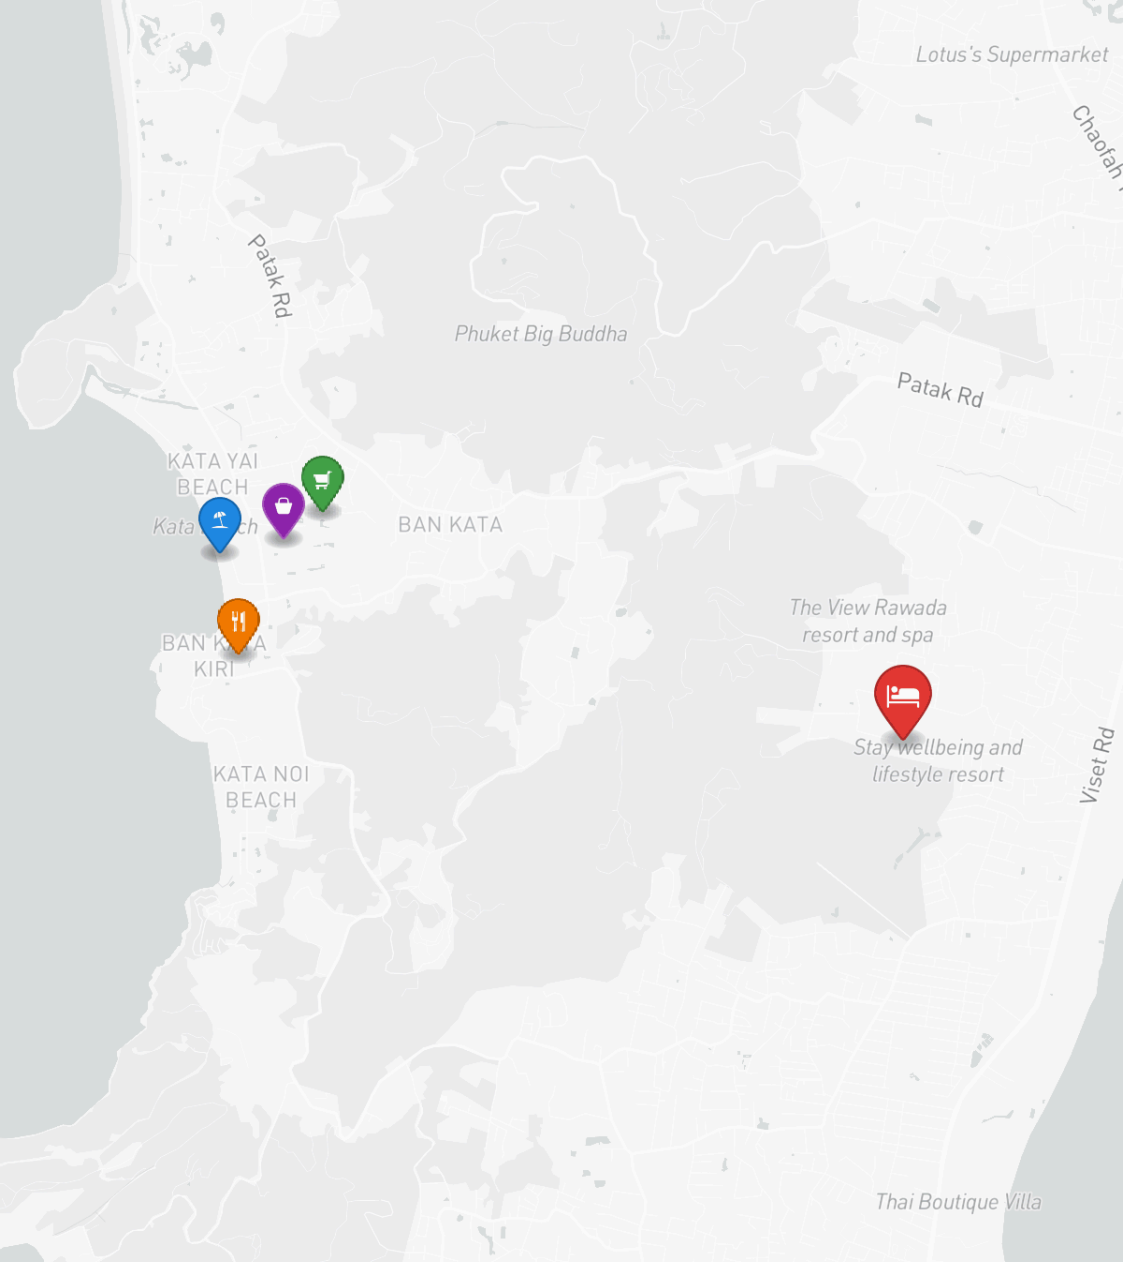 Lotus's Supermarket
Chaofah
Patak Rd
Phuket Big Buddha
Patak Rd
KATA YAI
BEACH
Kata
BAN KATA
The View Rawada
resort and spa
BAN
KIRI
Stay wellbeing and
lifestyle resort
Viset Rd
KATA NOI
BEACH
Thai Boutique Villa